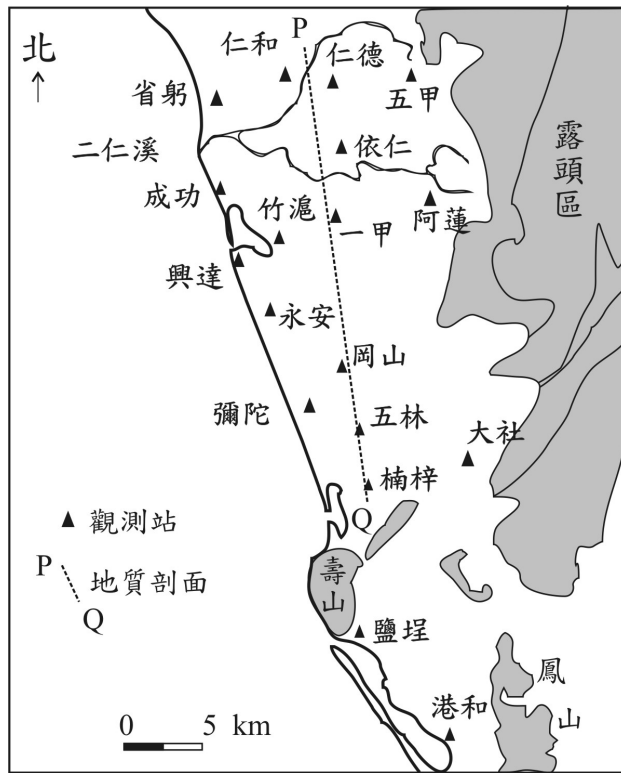 北
P
仁和
仁德
省躬
五甲
二仁溪
依仁
露頭區
成功
竹滬
一甲
阿蓮
興達
永安
岡山
彌陀
五林
大社
楠梓
Q
觀測站
P
地質剖面
Q
壽山
鹽埕
鳳山
港和
0 5 km